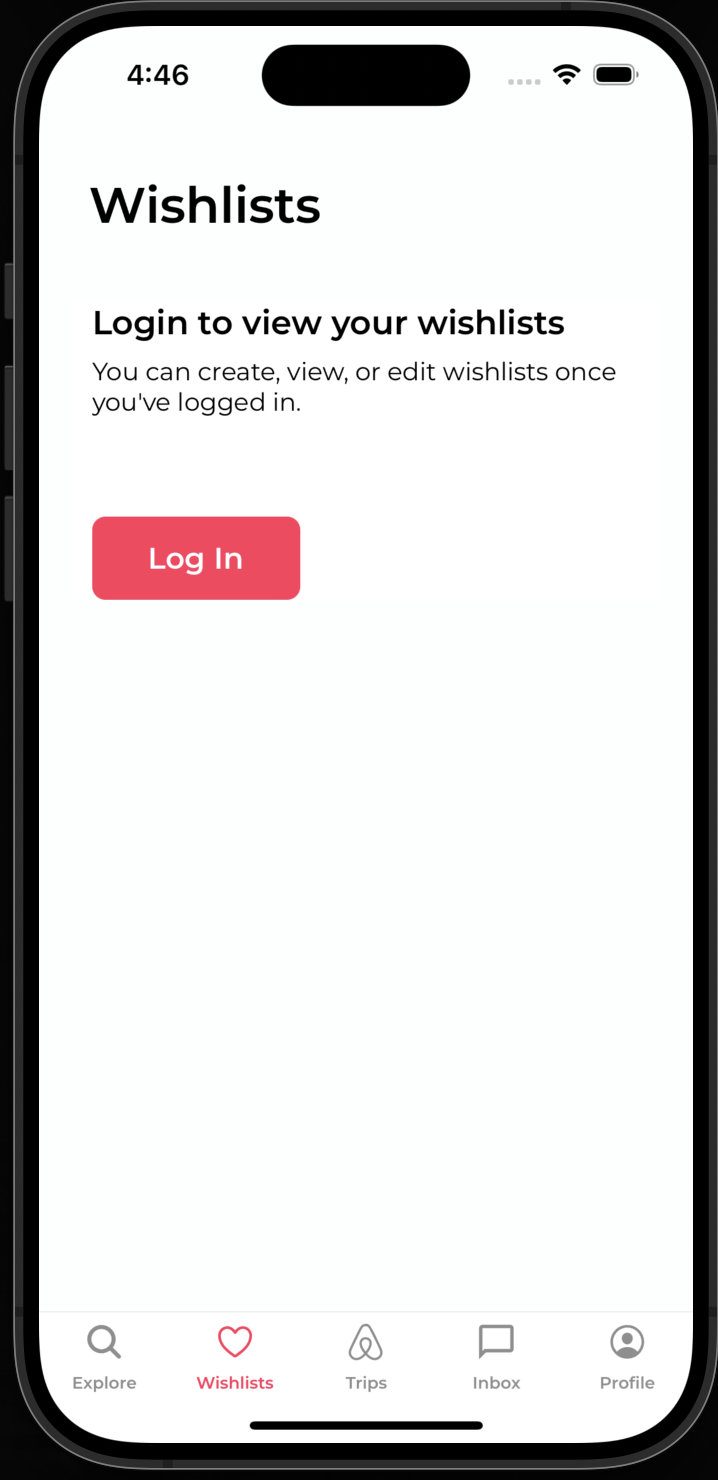 4:46
Wishlists
Login to view your wishlists
You can create, view, or edit wishlists once
you've logged in.
Log In
Explore
Wishlists
Trips
Inbox
Profile